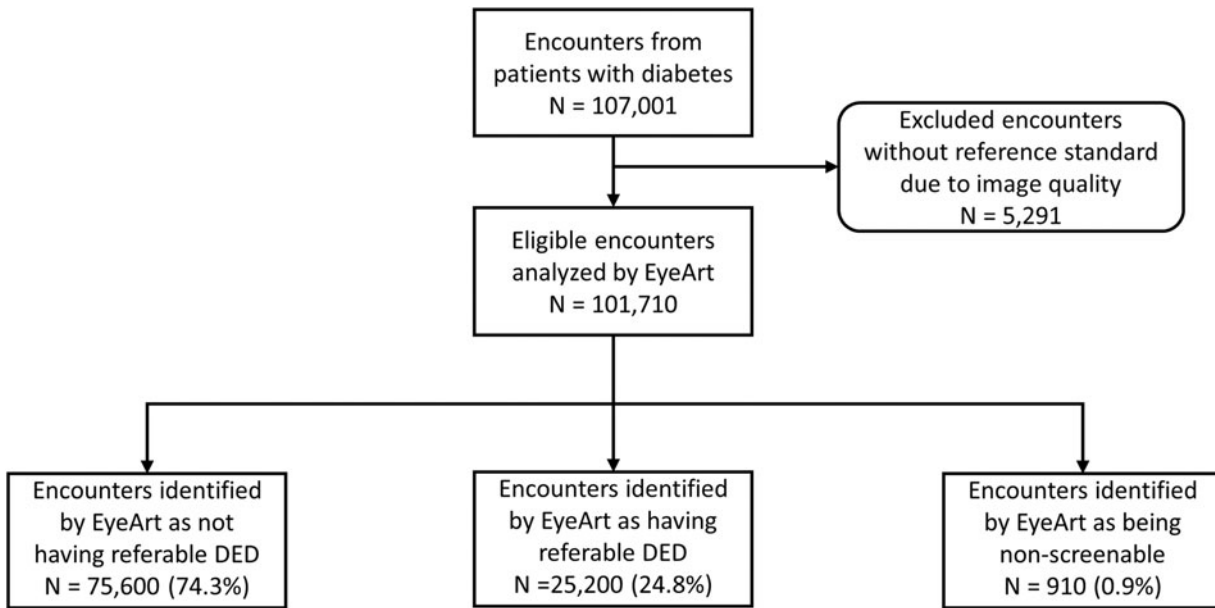 Encounters from
patients with diabetes
N = 107,001
Excluded encounters
without reference standard
due to image quality
N = 5,291
Eligible encounters
analyzed by EyeArt
N = 101,710
Encounters identified
by EyeArt as not
having referable DED
N = 75,600 (74.3%)
Encounters identified
by EyeArt as having
referable DED
N =25,200 (24.8%)
Encounters identified
by EyeArt as being
non-screenable
N = 910 (0.9%)